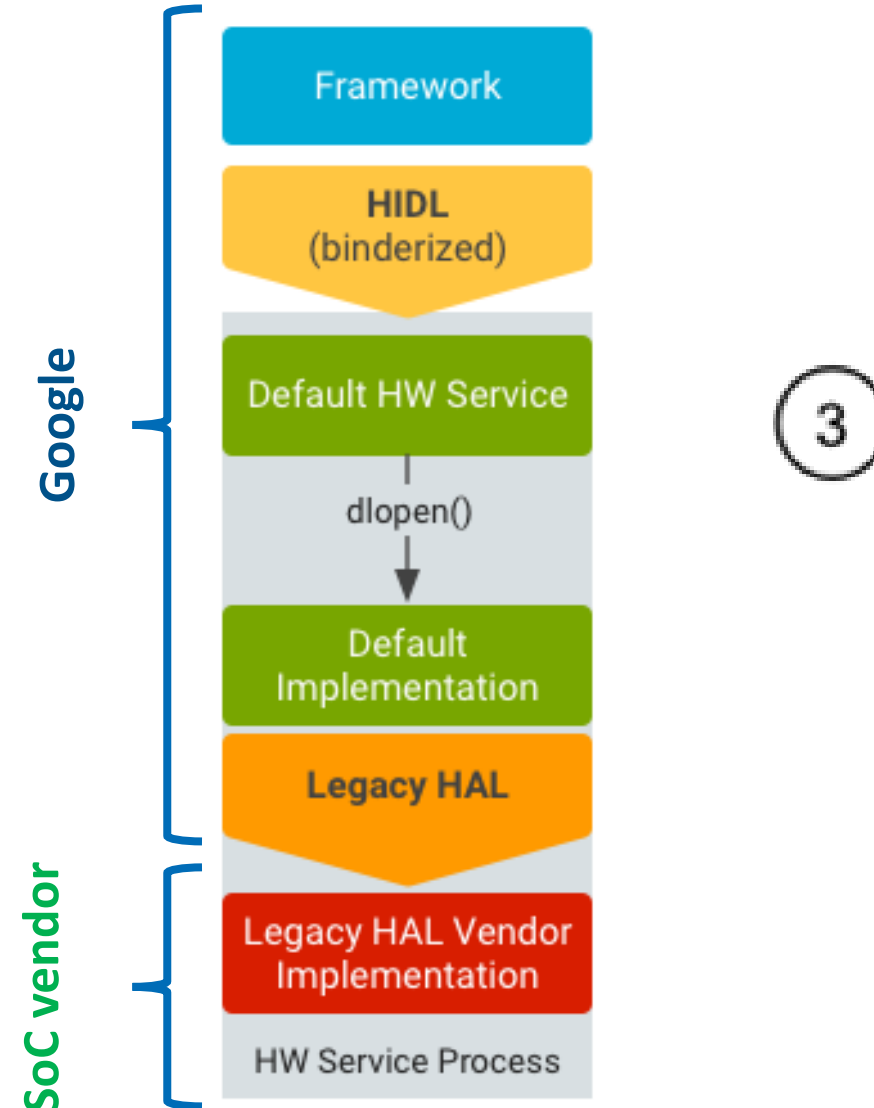 Framework
HIDL
(binderized)
Google
Default HW Service
3
dlopen()
Default
Implementation
Legacy HAL
SoC vendor
Legacy HAL Vendor
Implementation
HW Service Process